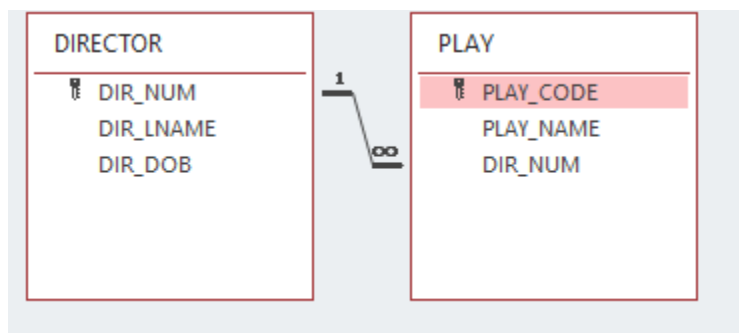 DIRECTOR
DIR_NUM
DIR_LNAME
DIR_DOB
1
∞
PLAY
PLAY_CODE
PLAY_NAME
DIR_NUM